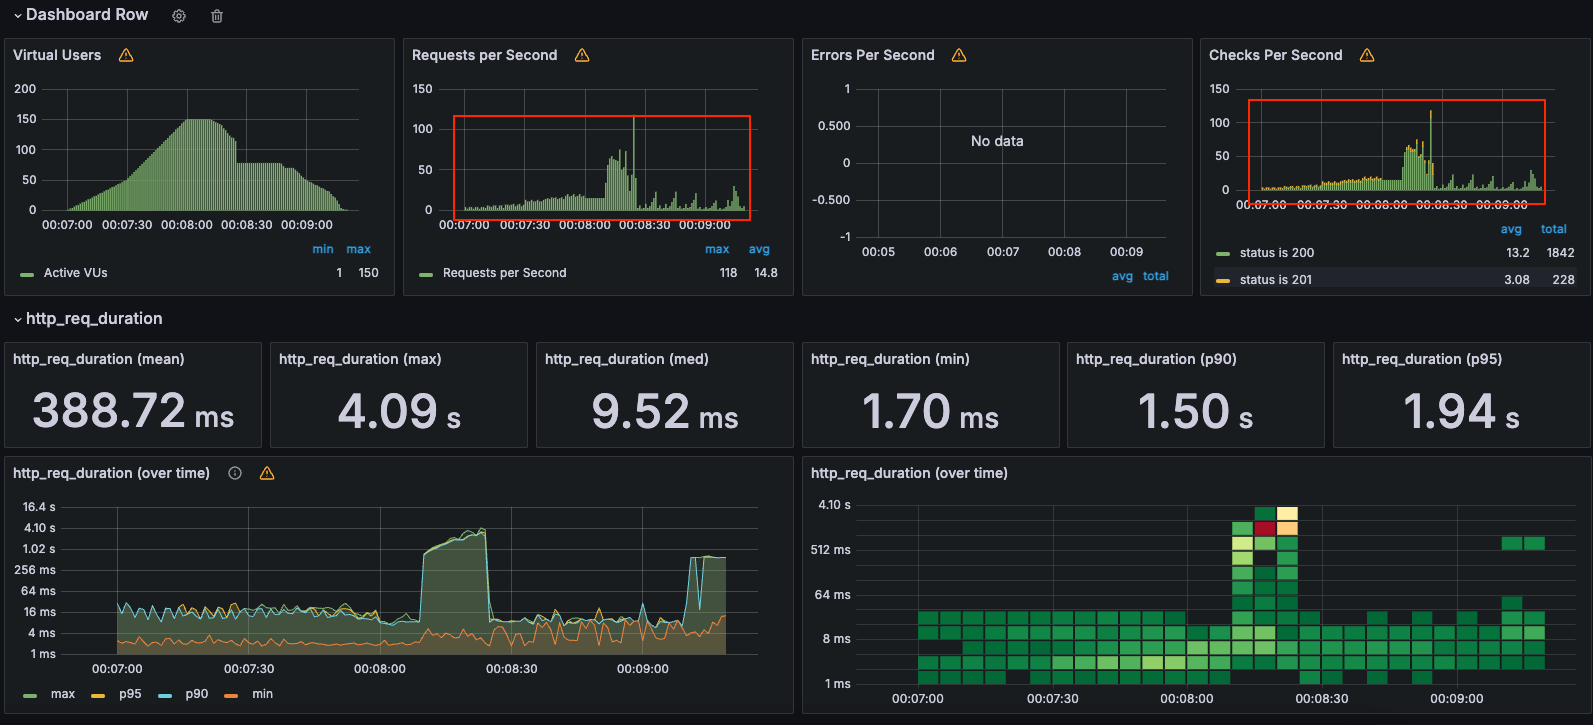 Dashboard Row
Virtual Users
200
150
100
50
0
00:07:00 00:07:30 00:08:00 00:08:30 00:09:00
min max
Active VUs 1 150
Requests per Second
150
100
50
0
00:07:00 00:07:30 00:08:00 00:08:30 00:09:00
max avg
Requests per Second 118 14.8
Errors Per Second
1
0.500
0
-0.500
-1
No data
00:05 00:06 00:07 00:08 00:09
avg total
Checks Per Second
150
100
50
0
00:07:00 00:07:30 00:08:00 00:08:30 00:09:00
avg total
status is 200 13.2 1842
status is 201 3.08 228
http_req_duration
http_req_duration (mean)
388.72 ms
http_req_duration (max)
4.09 s
http_req_duration (med)
9.52 ms
http_req_duration (min)
1.70 ms
http_req_duration (p90)
1.50 s
http_req_duration (p95)
1.94 s
http_req_duration (over time)
16.4 s
4.10 s
1.02 s
256 ms
64 ms
16 ms
4 ms
1 ms
00:07:00 00:07:30 00:08:00 00:08:30 00:09:00
max p95 p90 min
http_req_duration (over time)
4.10 s
512 ms
64 ms
8 ms
1 ms
00:07:00 00:07:30 00:08:00 00:08:30 00:09:00